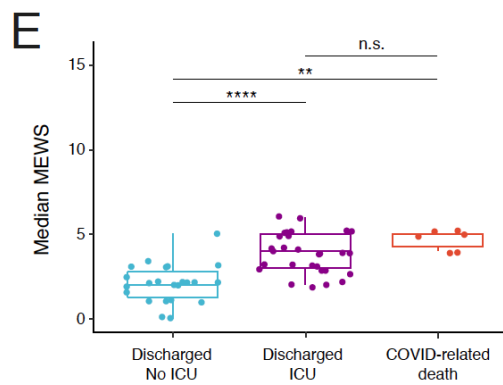 E
n.s.
**
****
15
10
5
0
Median MEWS
Discharged
No ICU
Discharged
ICU
COVID-related
death